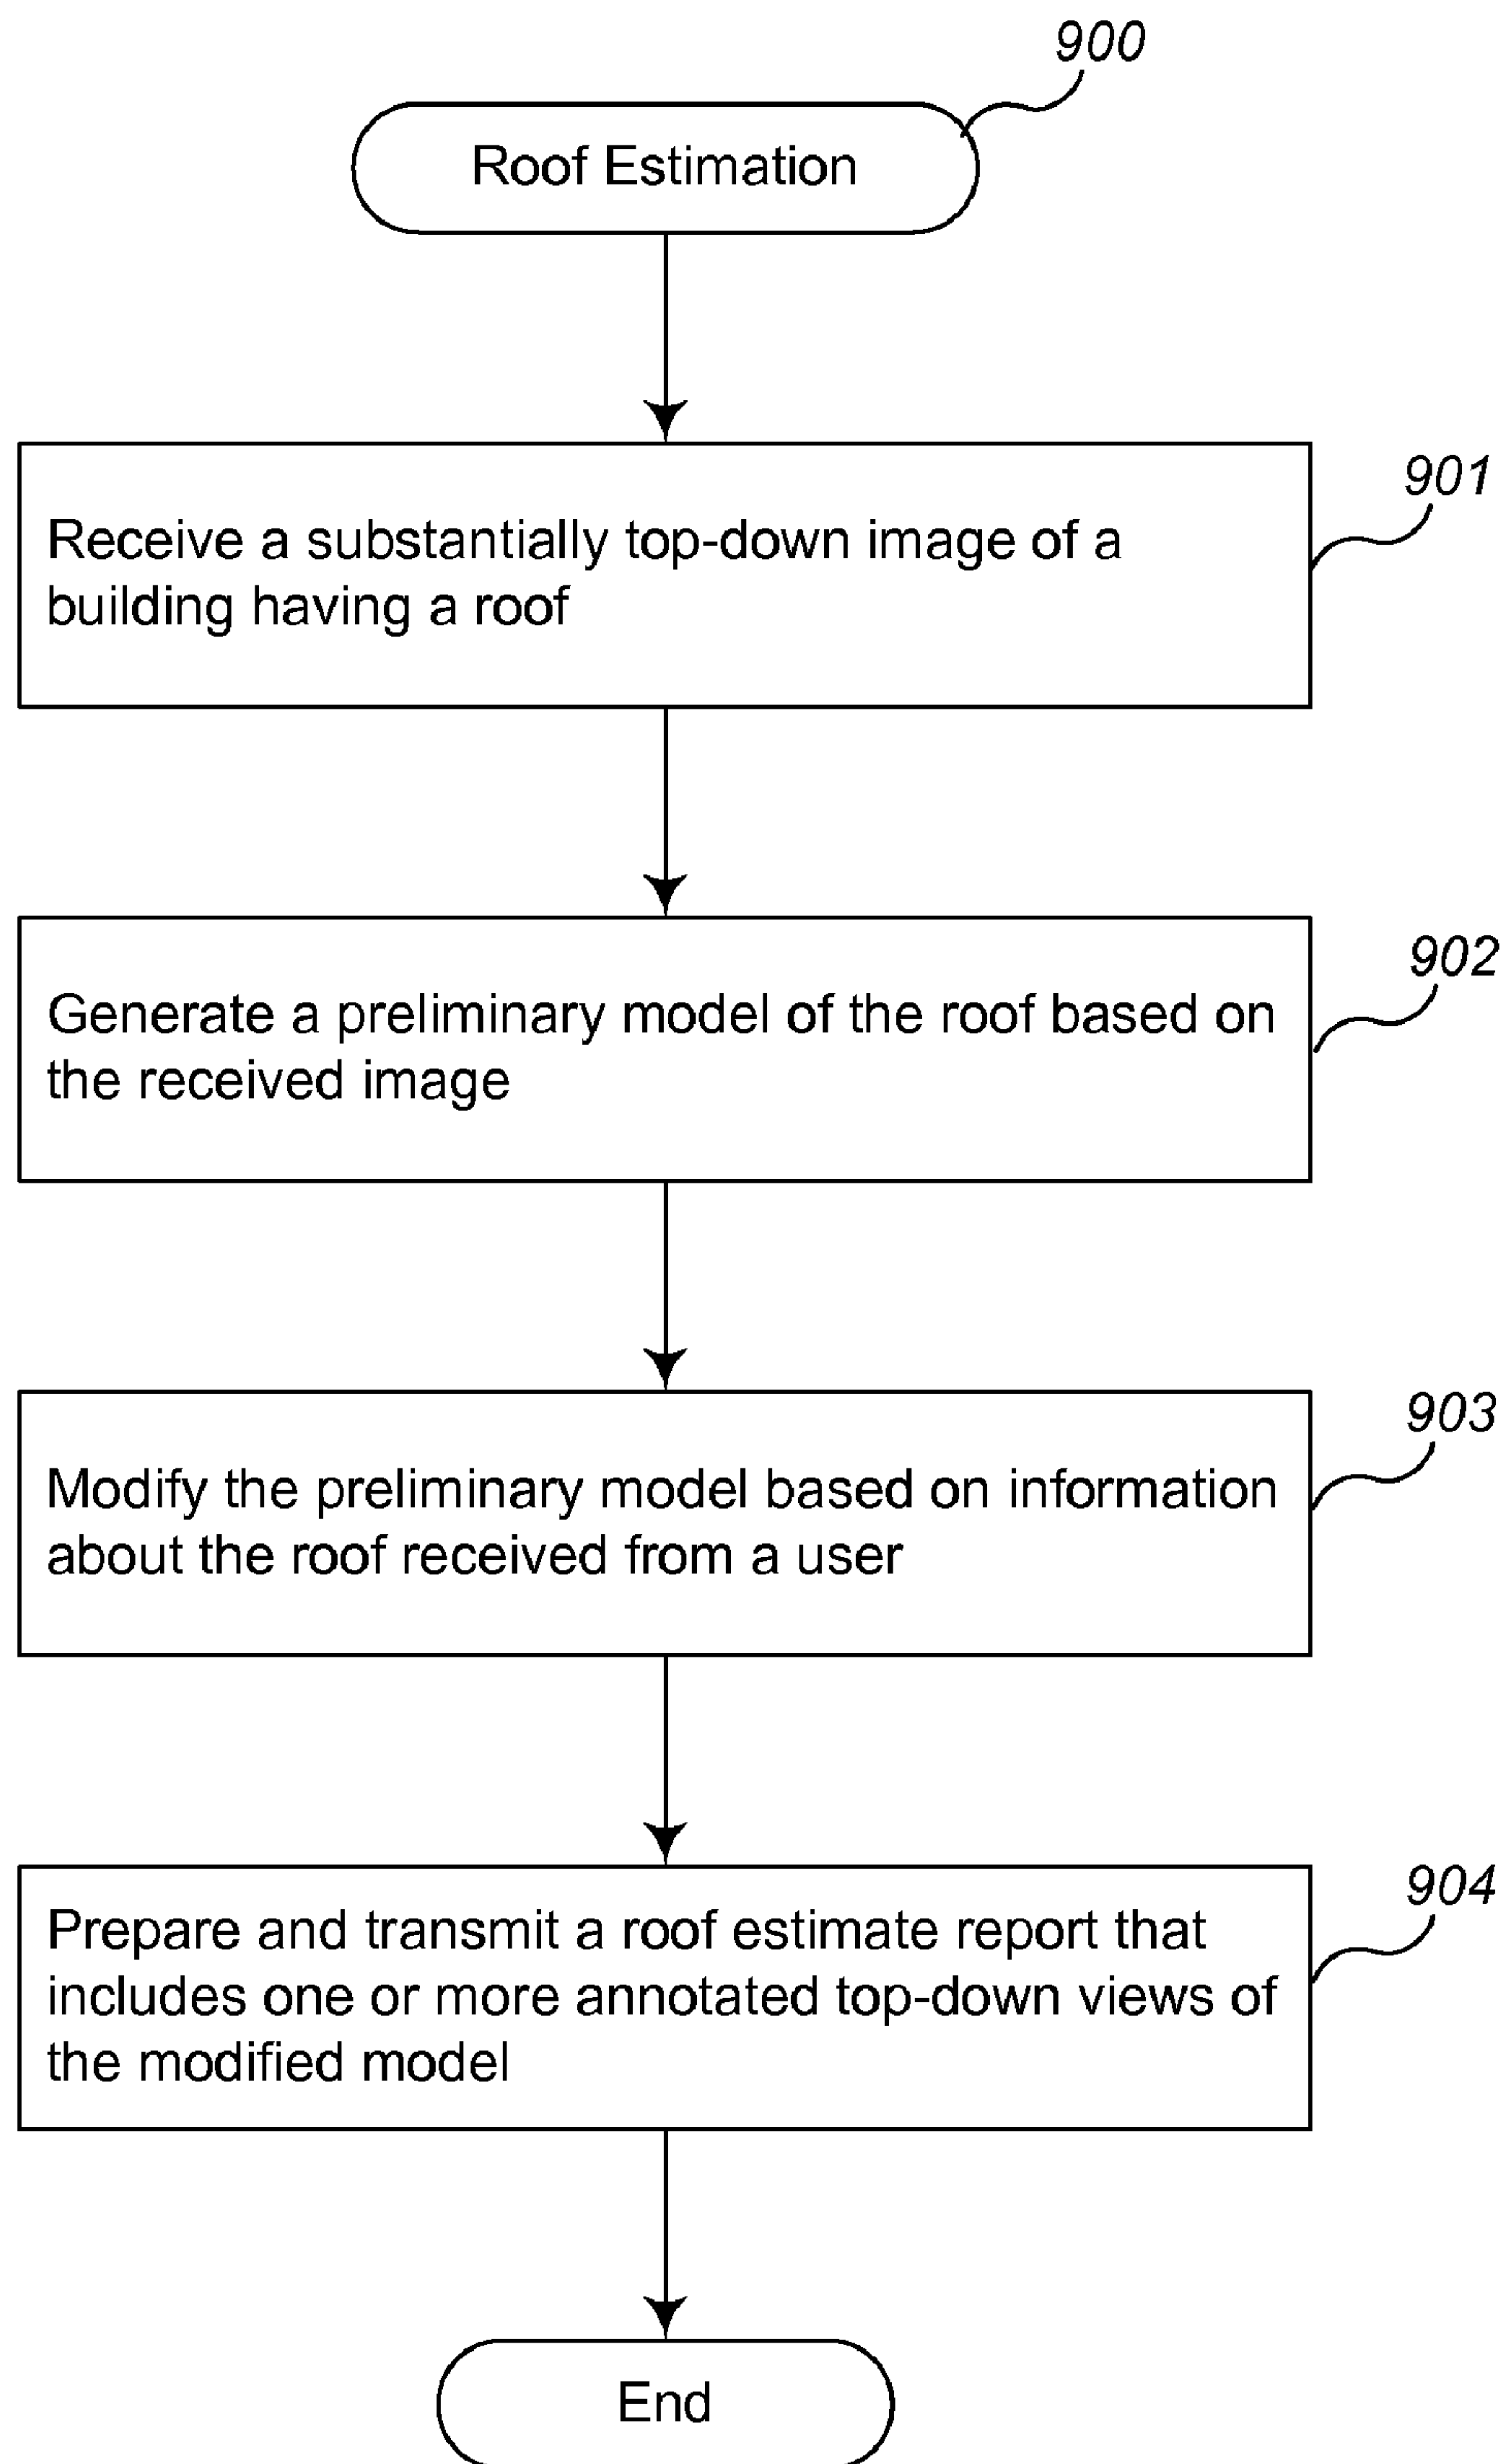 900
Roof Estimation
901
Receive a substantially top-down image of a
building having a roof
902
Generate a preliminary model of the roof based on
the received image
903
Modify the preliminary model based on information
about the roof received from a user
904
Prepare and transmit a roof estimate report that
includes one or more annotated top-down views of
the modified model
End